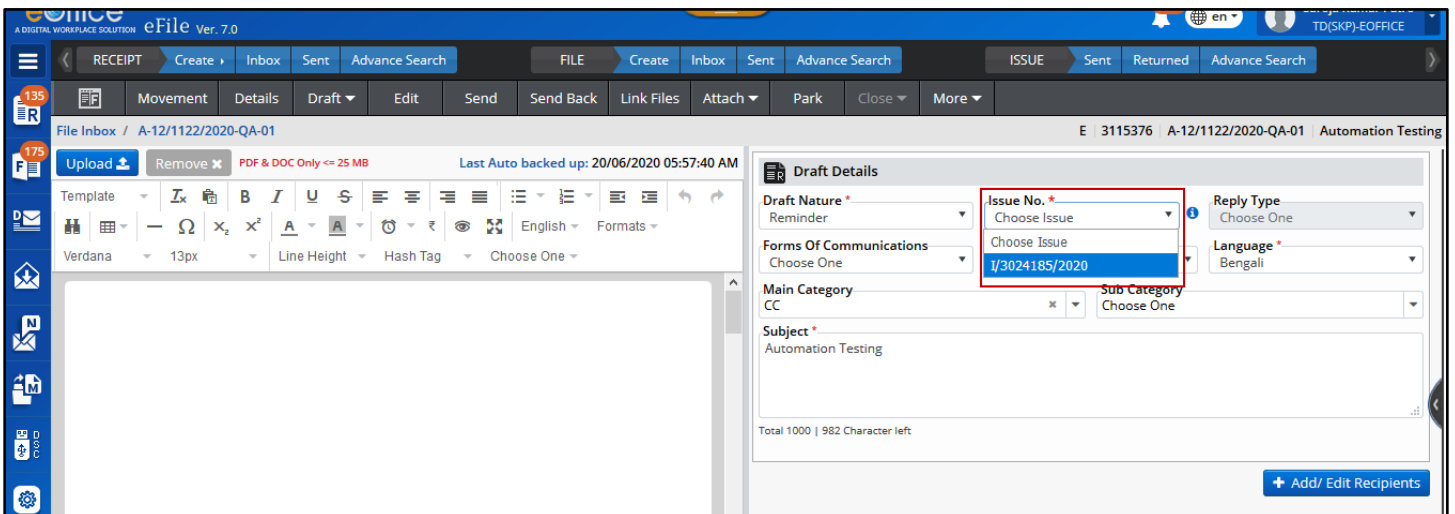 A DIGITAL WORKPLACE SOLUTION eFile Ver. 7.0
en
TD(SKP)-EOFFICE
RECEIPT Create Inbox Sent Advance Search FILE Create Inbox Sent Advance Search ISSUE Sent Returned Advance Search
135
R
Movement Details Draft Edit Send Send Back Link Files Attach Park Close More
File Inbox / A-12/1122/2020-QA-01 E 3115376 A-12/1122/2020-QA-01 Automation Testing
175
F
Upload Remove PDF & DOC Only <= 25 MB Last Auto backed up: 20/06/2020 05:57:40 AM
Draft Details
Template B I U S
Draft Nature * Issue No. * Reply Type
Reminder Choose Issue Choose One
D
English Formats
Choose Issue
I/3024185/2020
Forms Of Communications Language *
Choose One Bengali
Verdana 13px Line Height Hash Tag Choose One
Main Category Sub Category
CC Choose One
N
Subject *
Automation Testing
M
Total 1000 | 982 Character left
DSC
+ Add/ Edit Recipients